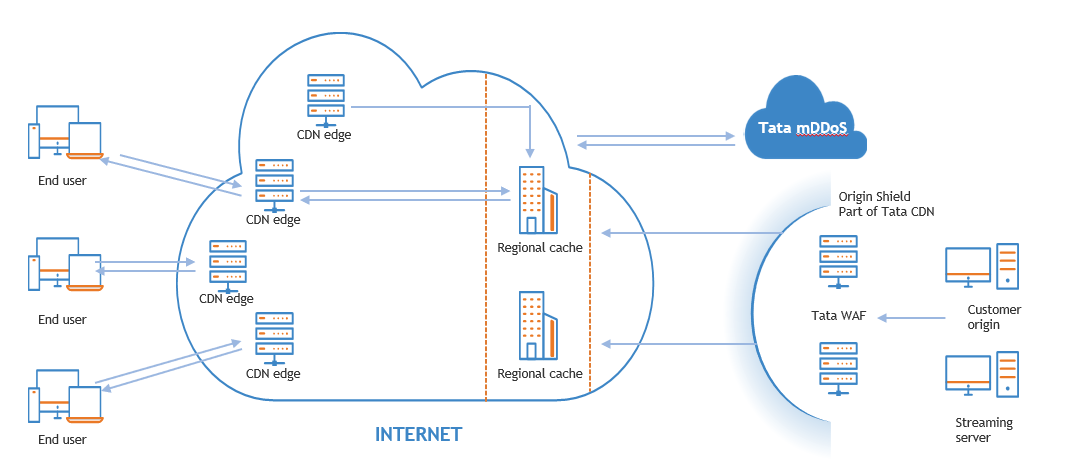 CDN edge
Tata mDDoS
End user
CDN edge
Origin Shield
Part of Tata CDN
Regional cache
CDN edge
End user
Tata WAF
Customer
origin
CDN edge
Regional cache
End user
Streaming
server
INTERNET